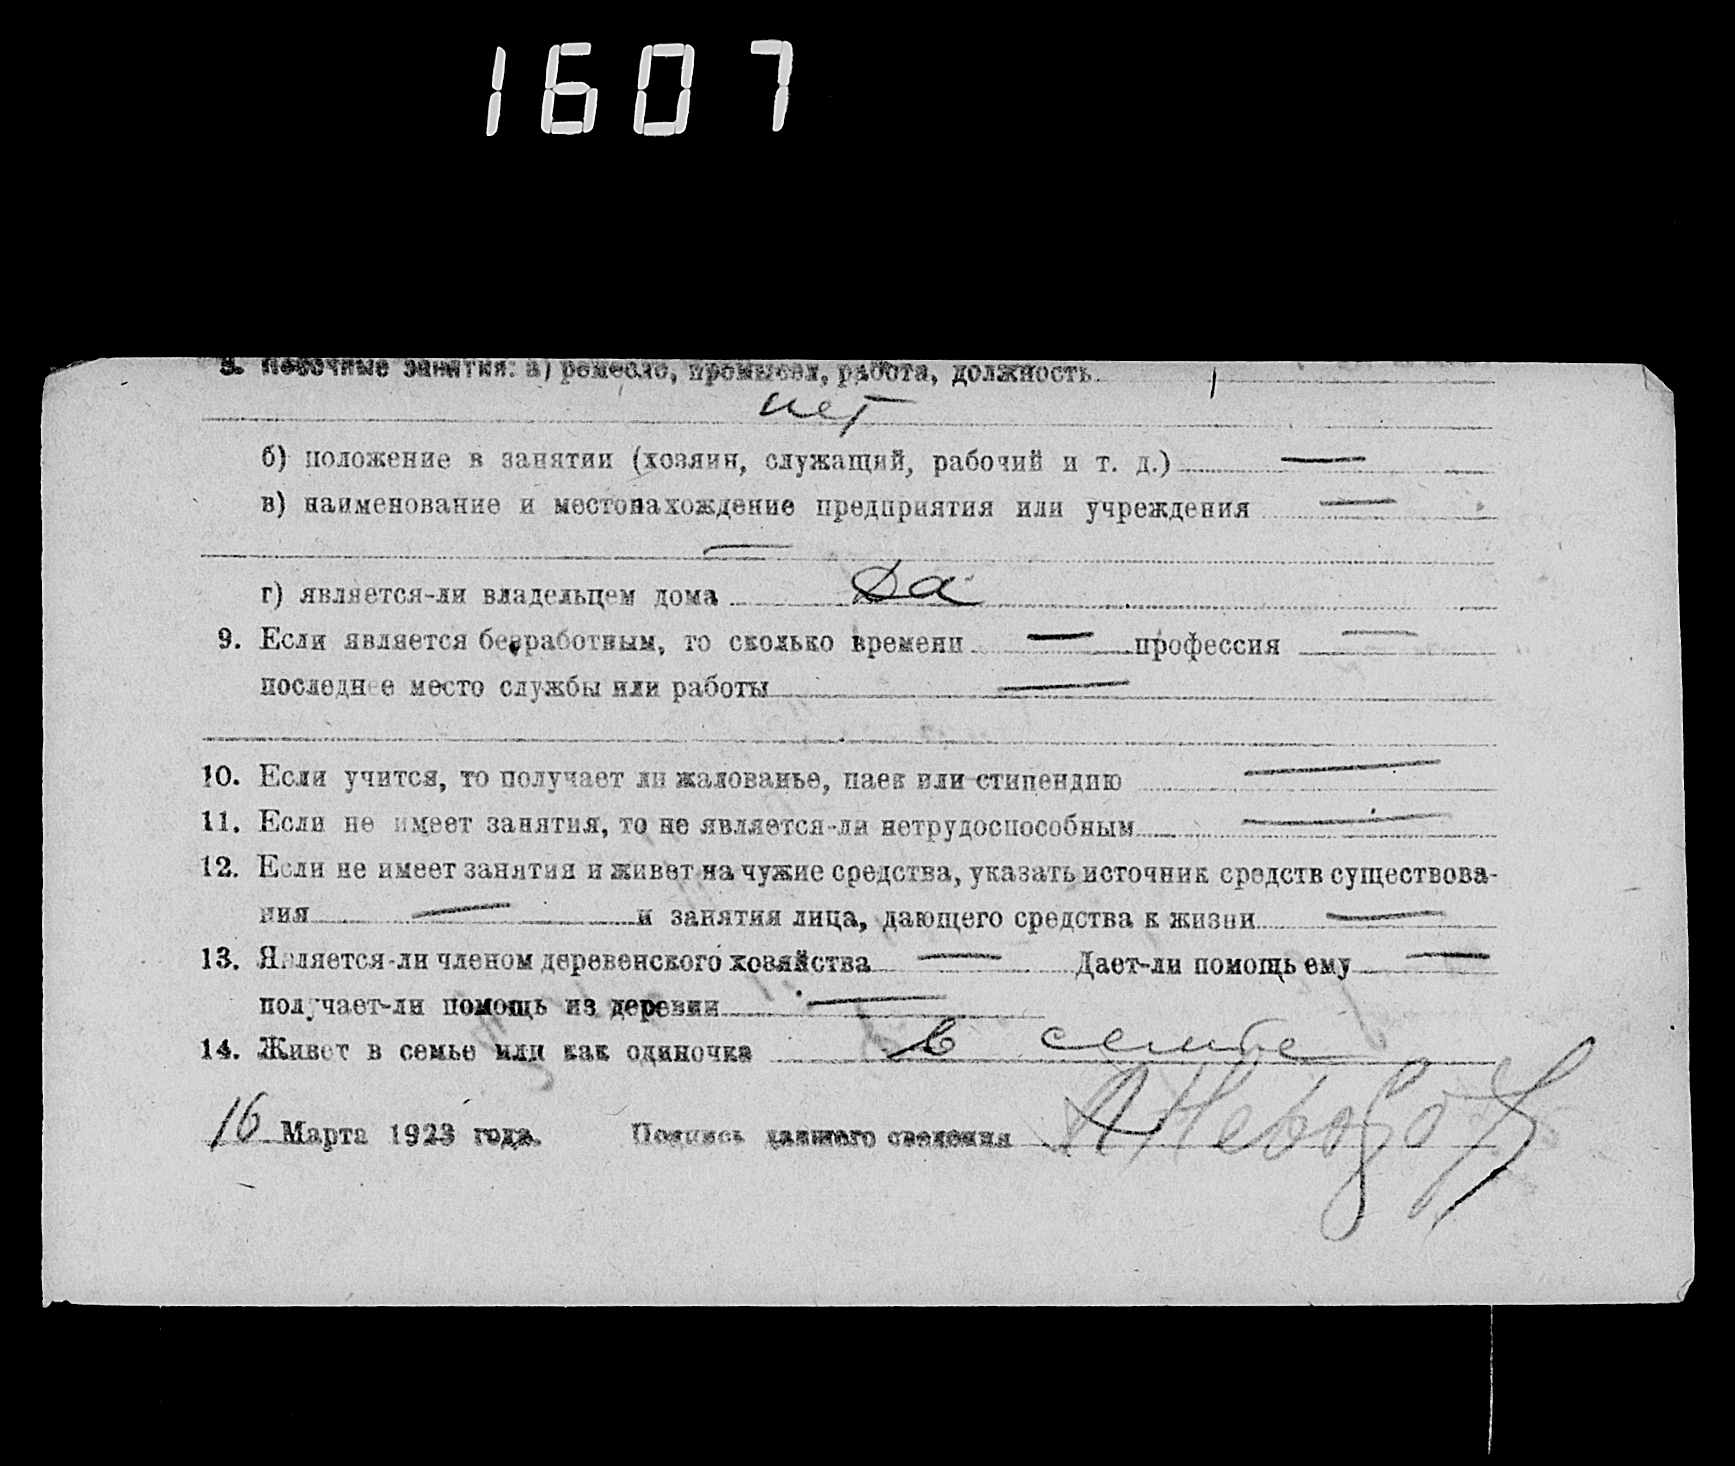 1607
8. Побочные занятия: а) ремесло, промысел, работа, должность
нет
б) положение в занятии (хозяин, служащий, рабочий и т. д.) —
в) наименование и местонахождение предприятия или учреждения —
—
г) является-ли владельцем дома Да
9. Если является безработным, то сколько времени — профессия —
последнее место службы или работы —
10. Если учится, то получает ли жалованье, паек или стипендию —
11. Если не имеет занятия, то не является-ли нетрудоспособным —
12. Если не имеет занятия и живет на чужие средства, указать источник средств существова-
ния — и занятия лица, дающего средства к жизни —
13. Является-ли членом деревенского хозяйства — Дает-ли помощь ему —
получает-ли помощь из деревни —
14. Живет в семье или как одиночка в семье
16 Марта 1923 года. Подпись давшего сведения